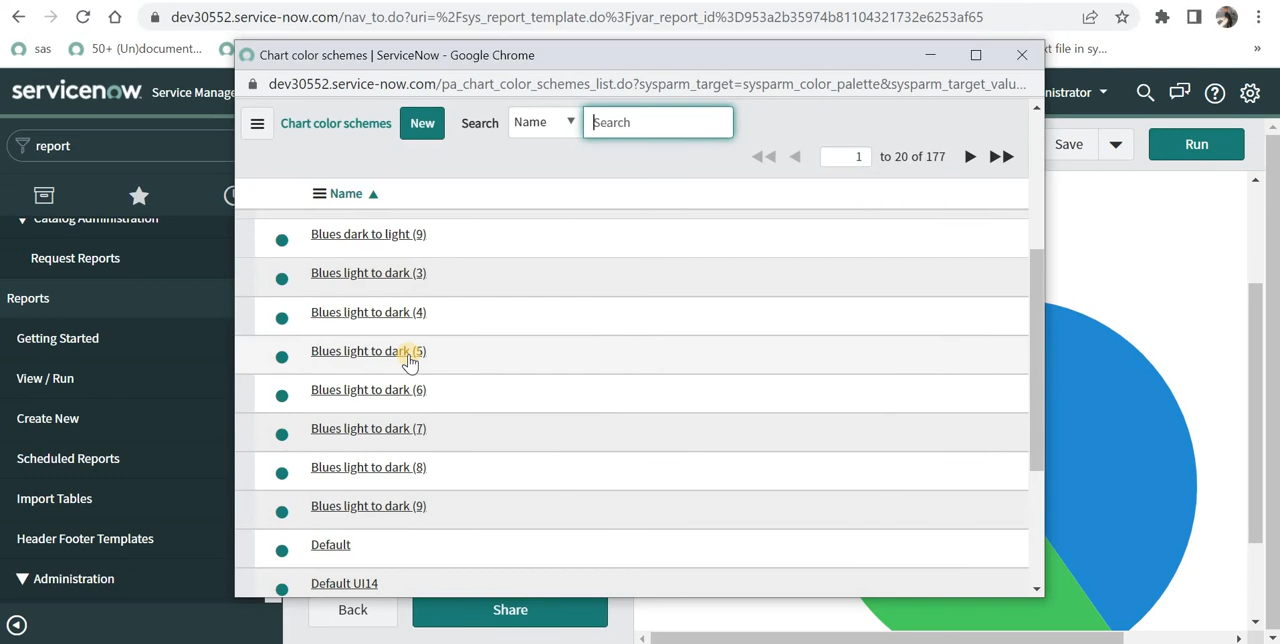 dev30552.service-now.com/nav_to.do?uri=%2Fsys_report_template.do%3Fjvar_report_id%3D953a2b35974b81104321732e6253af65
sas
50+ (Un)document...
xt file in sy...
»
Chart color schemes | ServiceNow - Google Chrome
dev30552.service-now.com/pa_chart_color_schemes_list.do?sysparm_target=sysparm_color_palette&sysparm_target_valu...
servicenow. Service Manage
nistrator
Chart color schemes
New
Search
Name
Search
report
Save
Run
1 to 20 of 177
Name
Catalog Administration
Request Reports
Reports
Getting Started
View / Run
Create New
Scheduled Reports
Import Tables
Header Footer Templates
Administration
Blues dark to light (9)
Blues light to dark (3)
Blues light to dark (4)
Blues light to dark (5)
Blues light to dark (6)
Blues light to dark (7)
Blues light to dark (8)
Blues light to dark (9)
Default
Default UI14
Back
Share